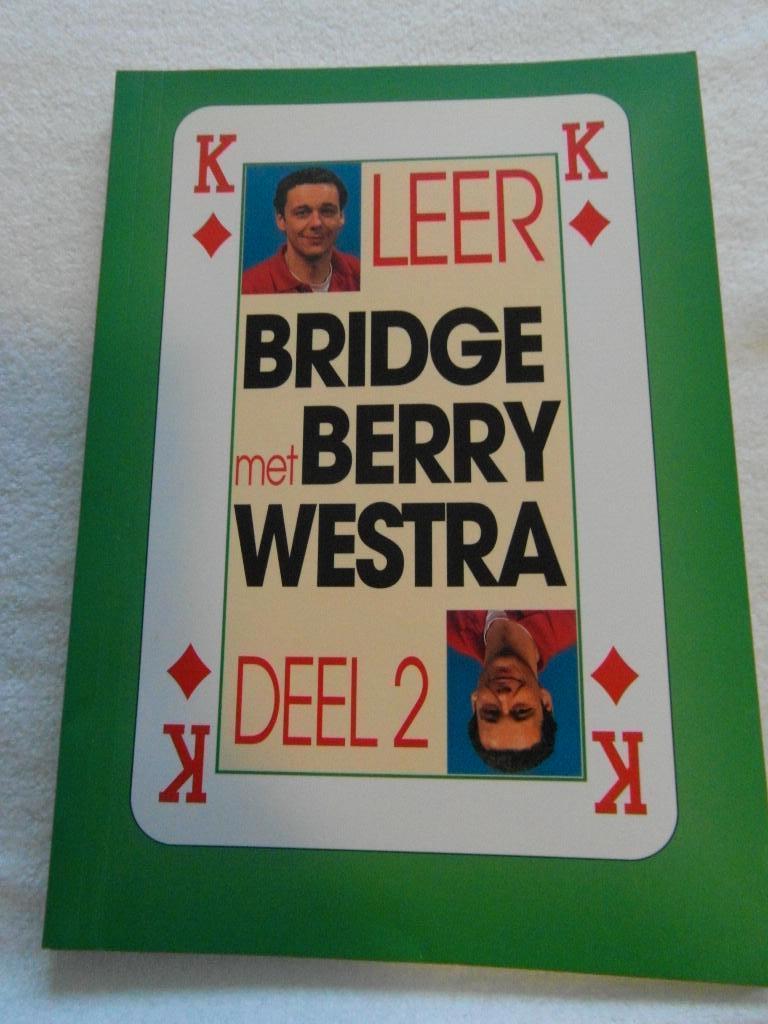 K K
LEER
BRIDGE
met BERRY
WESTRA
DEEL 2
K K